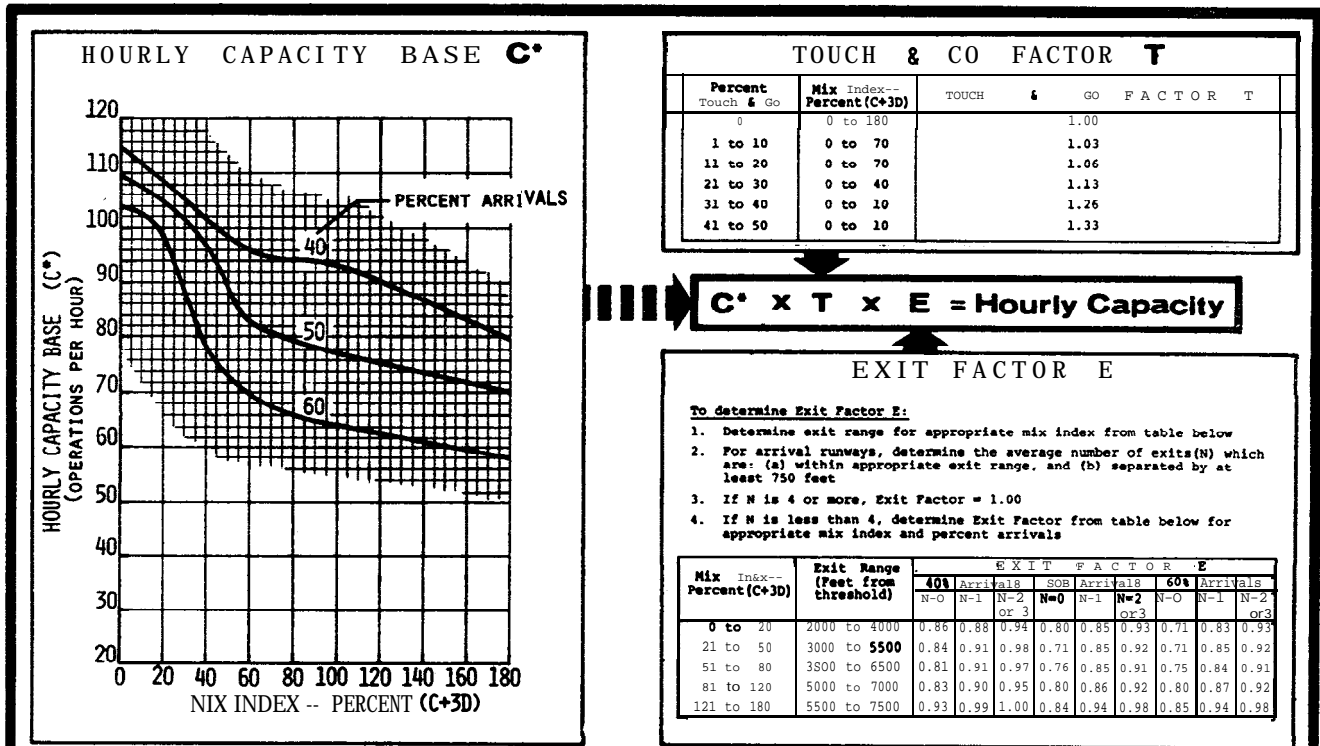 HOURLY CAPACITY BASE C*
120
110
100
90
80
70
60
50
40
30
20
HOURLY CAPACITY BASE (C*)
(OPERATIONS PER HOUR)
PERCENT ARRIVALS
40
50
60
0 20 40 60 80 100 120 140 160 180
NIX INDEX -- PERCENT (C+3D)
TOUCH & CO FACTOR T
Percent Touch & Go Mix Index-- Percent(C+3D) TOUCH & GO FACTOR T
0 0 to 180 1.00
1 to 10 0 to 70 1.03
11 to 20 0 to 70 1.06
21 to 30 0 to 40 1.13
31 to 40 0 to 10 1.26
41 to 50 0 to 10 1.33
C* X T x E = Hourly Capacity
EXIT FACTOR E
To determine Exit Factor E:
1. Determine exit range for appropriate mix index from table below
2. For arrival runways, determine the average number of exits(N) which
are: (a) within appropriate exit range, and (b) separated by at
least 750 feet
3. If N is 4 or more, Exit Factor = 1.00
4. If N is less than 4, determine Exit Factor from table below for
appropriate mix index and percent arrivals
Mix In&x-- Percent(C+3D) Exit Range (Feet from threshold) EXIT FACTOR E
40% Arrival8 SOB Arrival8 60% Arrivals
N-O N-1 N-2 or 3 N=0 N-1 N=2 or3 N-O N-1 N-2 or3
0 to 20 2000 to 4000 0.86 0.88 0.94 0.80 0.85 0.93 0.71 0.83 0.93
21 to 50 3000 to 5500 0.84 0.91 0.98 0.71 0.85 0.92 0.71 0.85 0.92
51 to 80 3S00 to 6500 0.81 0.91 0.97 0.76 0.85 0.91 0.75 0.84 0.91
81 to 120 5000 to 7000 0.83 0.90 0.95 0.80 0.86 0.92 0.80 0.87 0.92
121 to 180 5500 to 7500 0.93 0.99 1.00 0.84 0.94 0.98 0.85 0.94 0.98